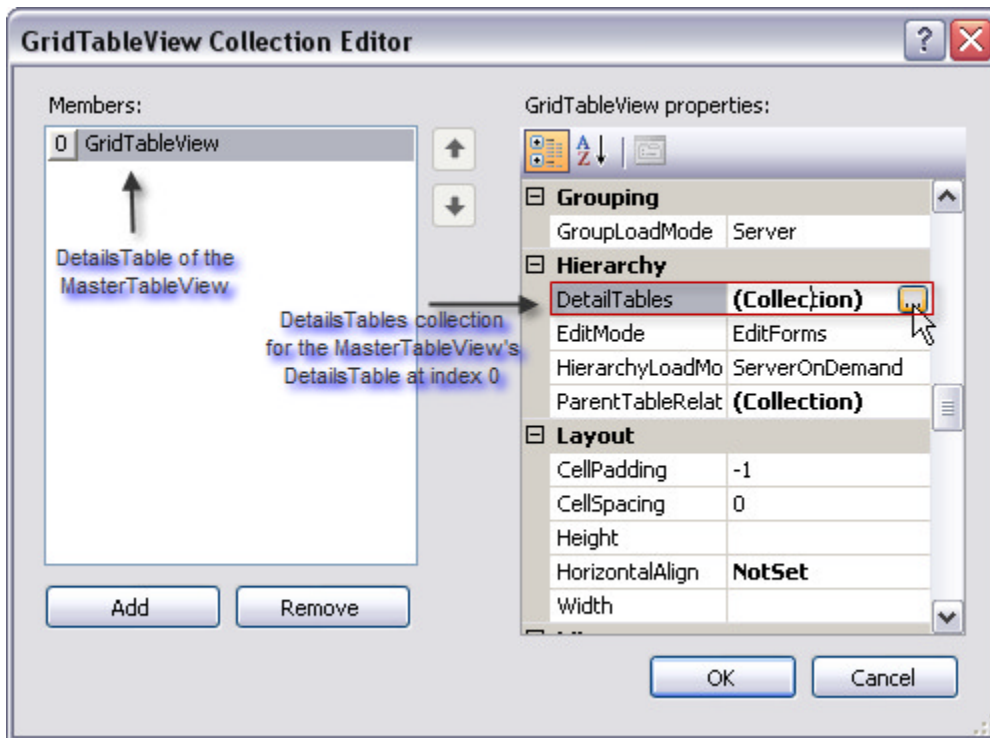 GridTableView Collection Editor
Members:
0 GridTableView
DetailsTable of the
MasterTableView
DetailsTables collection
for the MasterTableView's
DetailsTable at index 0
Add
Remove
GridTableView properties:
Grouping
GroupLoadMode Server
Hierarchy
DetailTables (Collection) ...
EditMode EditForms
HierarchyLoadMo ServerOnDemand
ParentTableRelat (Collection)
Layout
CellPadding -1
CellSpacing 0
Height
HorizontalAlign NotSet
Width
OK
Cancel